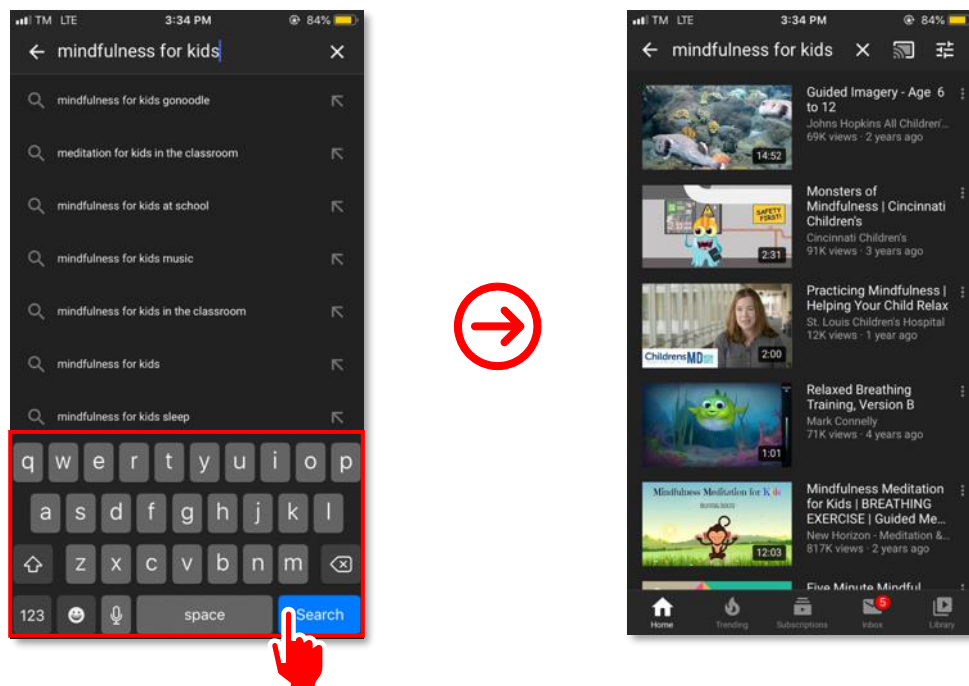 TM LTE 3:34 PM 84%
mindfulness for kids
mindfulness for kids gonoodle
meditation for kids in the classroom
mindfulness for kids at school
mindfulness for kids music
mindfulness for kids in the classroom
mindfulness for kids
mindfulness for kids sleep
q w e r t y u i o p
a s d f g h j k l
z x c v b n m
123 space Search
TM LTE 3:34 PM 84%
mindfulness for kids
Guided Imagery - Age 6
to 12
Johns Hopkins All Children'...
69K views · 2 years ago
14:52
Monsters of
Mindfulness | Cincinnati
Children's
Cincinnati Children's
91K views · 3 years ago
SAFETY
FIRST!
2:31
Practicing Mindfulness |
Helping Your Child Relax
St. Louis Children's Hospital
12K views · 1 year ago
ChildrensMD
2:00
Relaxed Breathing
Training, Version B
Mark Connelly
71K views · 4 years ago
1:01
Mindfulness Meditation
for Kids | BREATHING
EXERCISE | Guided Me...
New Horizon - Meditation &...
817K views · 2 years ago
Mindfulness Meditation for Kids
12:03
Five Minute Mindful
Home Trending Subscriptions Inbox 5 Library